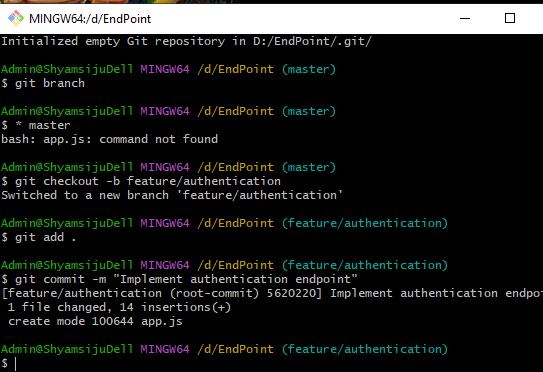 MINGW64:/d/EndPoint
Initialized empty Git repository in D:/EndPoint/.git/
Admin@ShyamsijuDell MINGW64 /d/EndPoint (master)
$ git branch
Admin@ShyamsijuDell MINGW64 /d/EndPoint (master)
$ * master
bash: app.js: command not found
Admin@ShyamsijuDell MINGW64 /d/EndPoint (master)
$ git checkout -b feature/authentication
Switched to a new branch 'feature/authentication'
Admin@ShyamsijuDell MINGW64 /d/EndPoint (feature/authentication)
$ git add .
Admin@ShyamsijuDell MINGW64 /d/EndPoint (feature/authentication)
$ git commit -m "Implement authentication endpoint"
[feature/authentication (root-commit) 5620220] Implement authentication endpo
1 file changed, 14 insertions(+)
create mode 100644 app.js
Admin@ShyamsijuDell MINGW64 /d/EndPoint (feature/authentication)
$